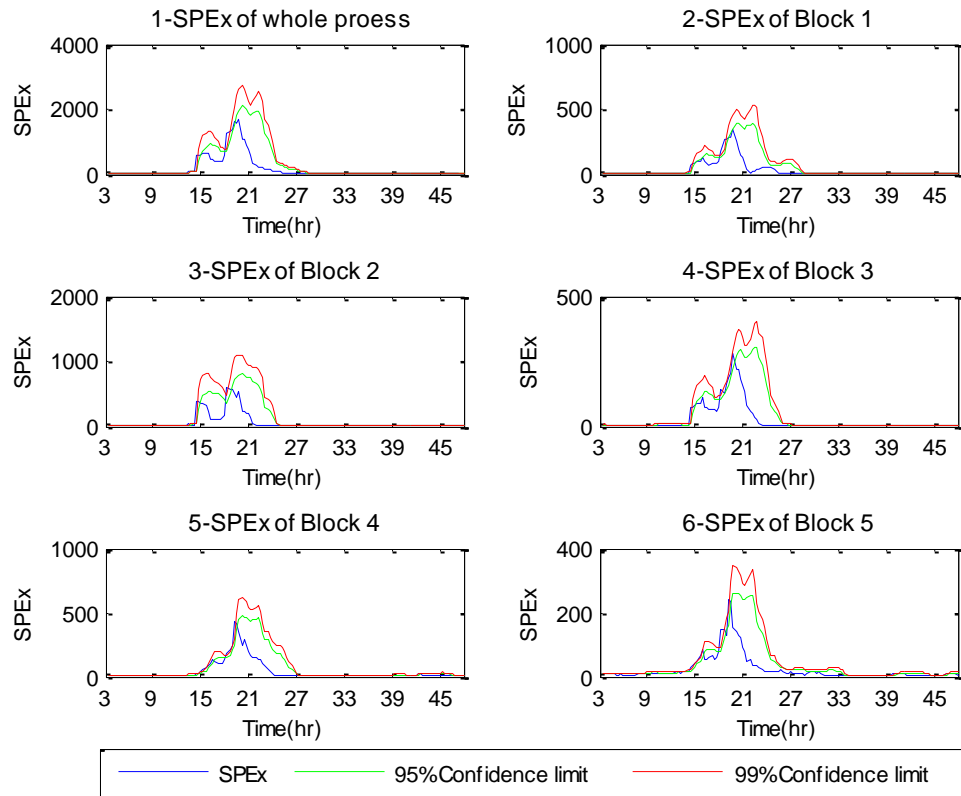 1-SPEx of whole proess
2-SPEx of Block 1
SPEx
4000
2000
0
3 9 15 21 27 33 39 45
Time(hr)
SPEx
1000
500
0
3 9 15 21 27 33 39 45
Time(hr)
3-SPEx of Block 2
4-SPEx of Block 3
SPEx
2000
1000
0
3 9 15 21 27 33 39 45
Time(hr)
SPEx
500
0
3 9 15 21 27 33 39 45
Time(hr)
5-SPEx of Block 4
6-SPEx of Block 5
SPEx
1000
500
0
3 9 15 21 27 33 39 45
Time(hr)
SPEx
400
200
0
3 9 15 21 27 33 39 45
Time(hr)
SPEx 95%Confidence limit 99%Confidence limit